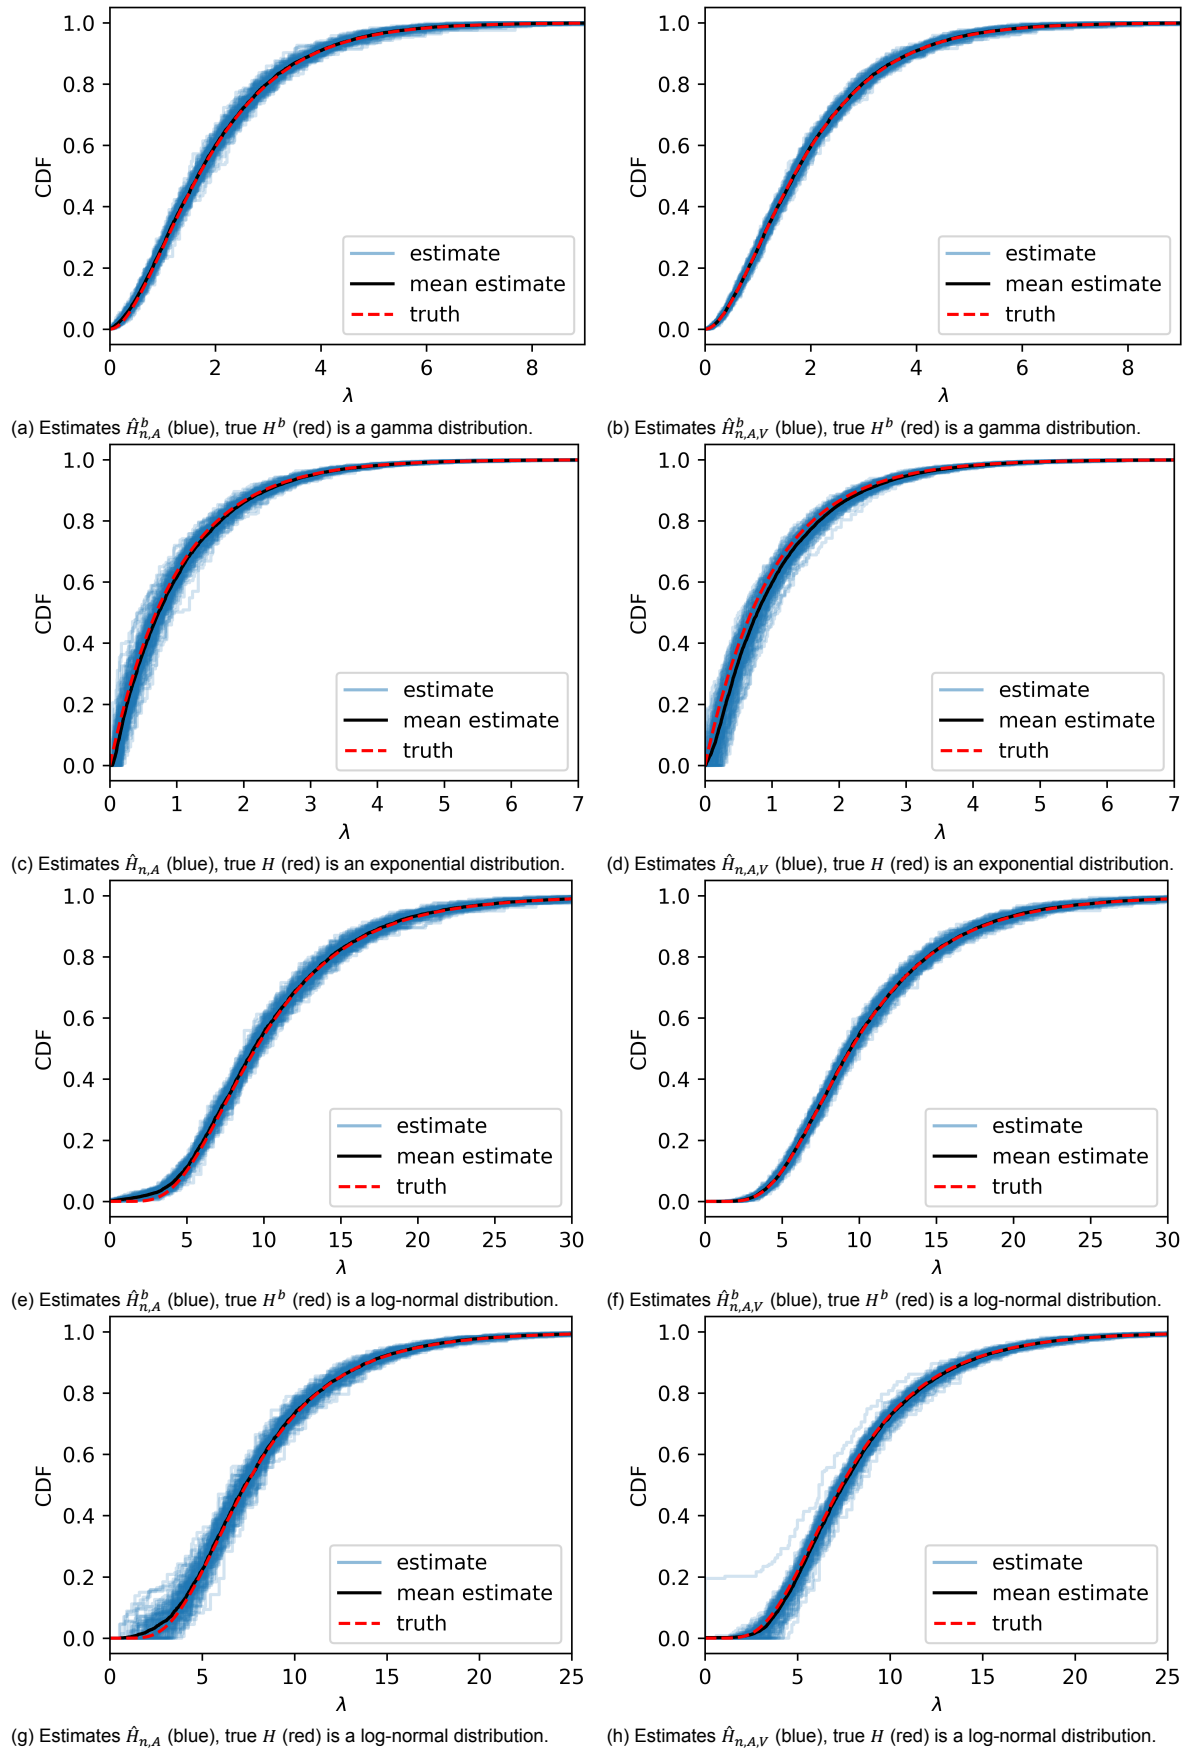 1.0
0.8
0.6
0.4
0.2
0.0
CDF
0 2 4 6 8
λ
estimate
mean estimate
truth
(a) Estimates Ĥᵇₙ,A (blue), true Hᵇ (red) is a gamma distribution.
1.0
0.8
0.6
0.4
0.2
0.0
CDF
0 2 4 6 8
λ
estimate
mean estimate
truth
(b) Estimates Ĥᵇₙ,A,V (blue), true Hᵇ (red) is a gamma distribution.
1.0
0.8
0.6
0.4
0.2
0.0
CDF
0 1 2 3 4 5 6 7
λ
estimate
mean estimate
truth
(c) Estimates Ĥₙ,A (blue), true H (red) is an exponential distribution.
1.0
0.8
0.6
0.4
0.2
0.0
CDF
0 1 2 3 4 5 6 7
λ
estimate
mean estimate
truth
(d) Estimates Ĥₙ,A,V (blue), true H (red) is an exponential distribution.
1.0
0.8
0.6
0.4
0.2
0.0
CDF
0 5 10 15 20 25 30
λ
estimate
mean estimate
truth
(e) Estimates Ĥᵇₙ,A (blue), true Hᵇ (red) is a log-normal distribution.
1.0
0.8
0.6
0.4
0.2
0.0
CDF
0 5 10 15 20 25 30
λ
estimate
mean estimate
truth
(f) Estimates Ĥᵇₙ,A,V (blue), true Hᵇ (red) is a log-normal distribution.
1.0
0.8
0.6
0.4
0.2
0.0
CDF
0 5 10 15 20 25
λ
estimate
mean estimate
truth
(g) Estimates Ĥₙ,A (blue), true H (red) is a log-normal distribution.
1.0
0.8
0.6
0.4
0.2
0.0
CDF
0 5 10 15 20 25
λ
estimate
mean estimate
truth
(h) Estimates Ĥₙ,A,V (blue), true H (red) is a log-normal distribution.